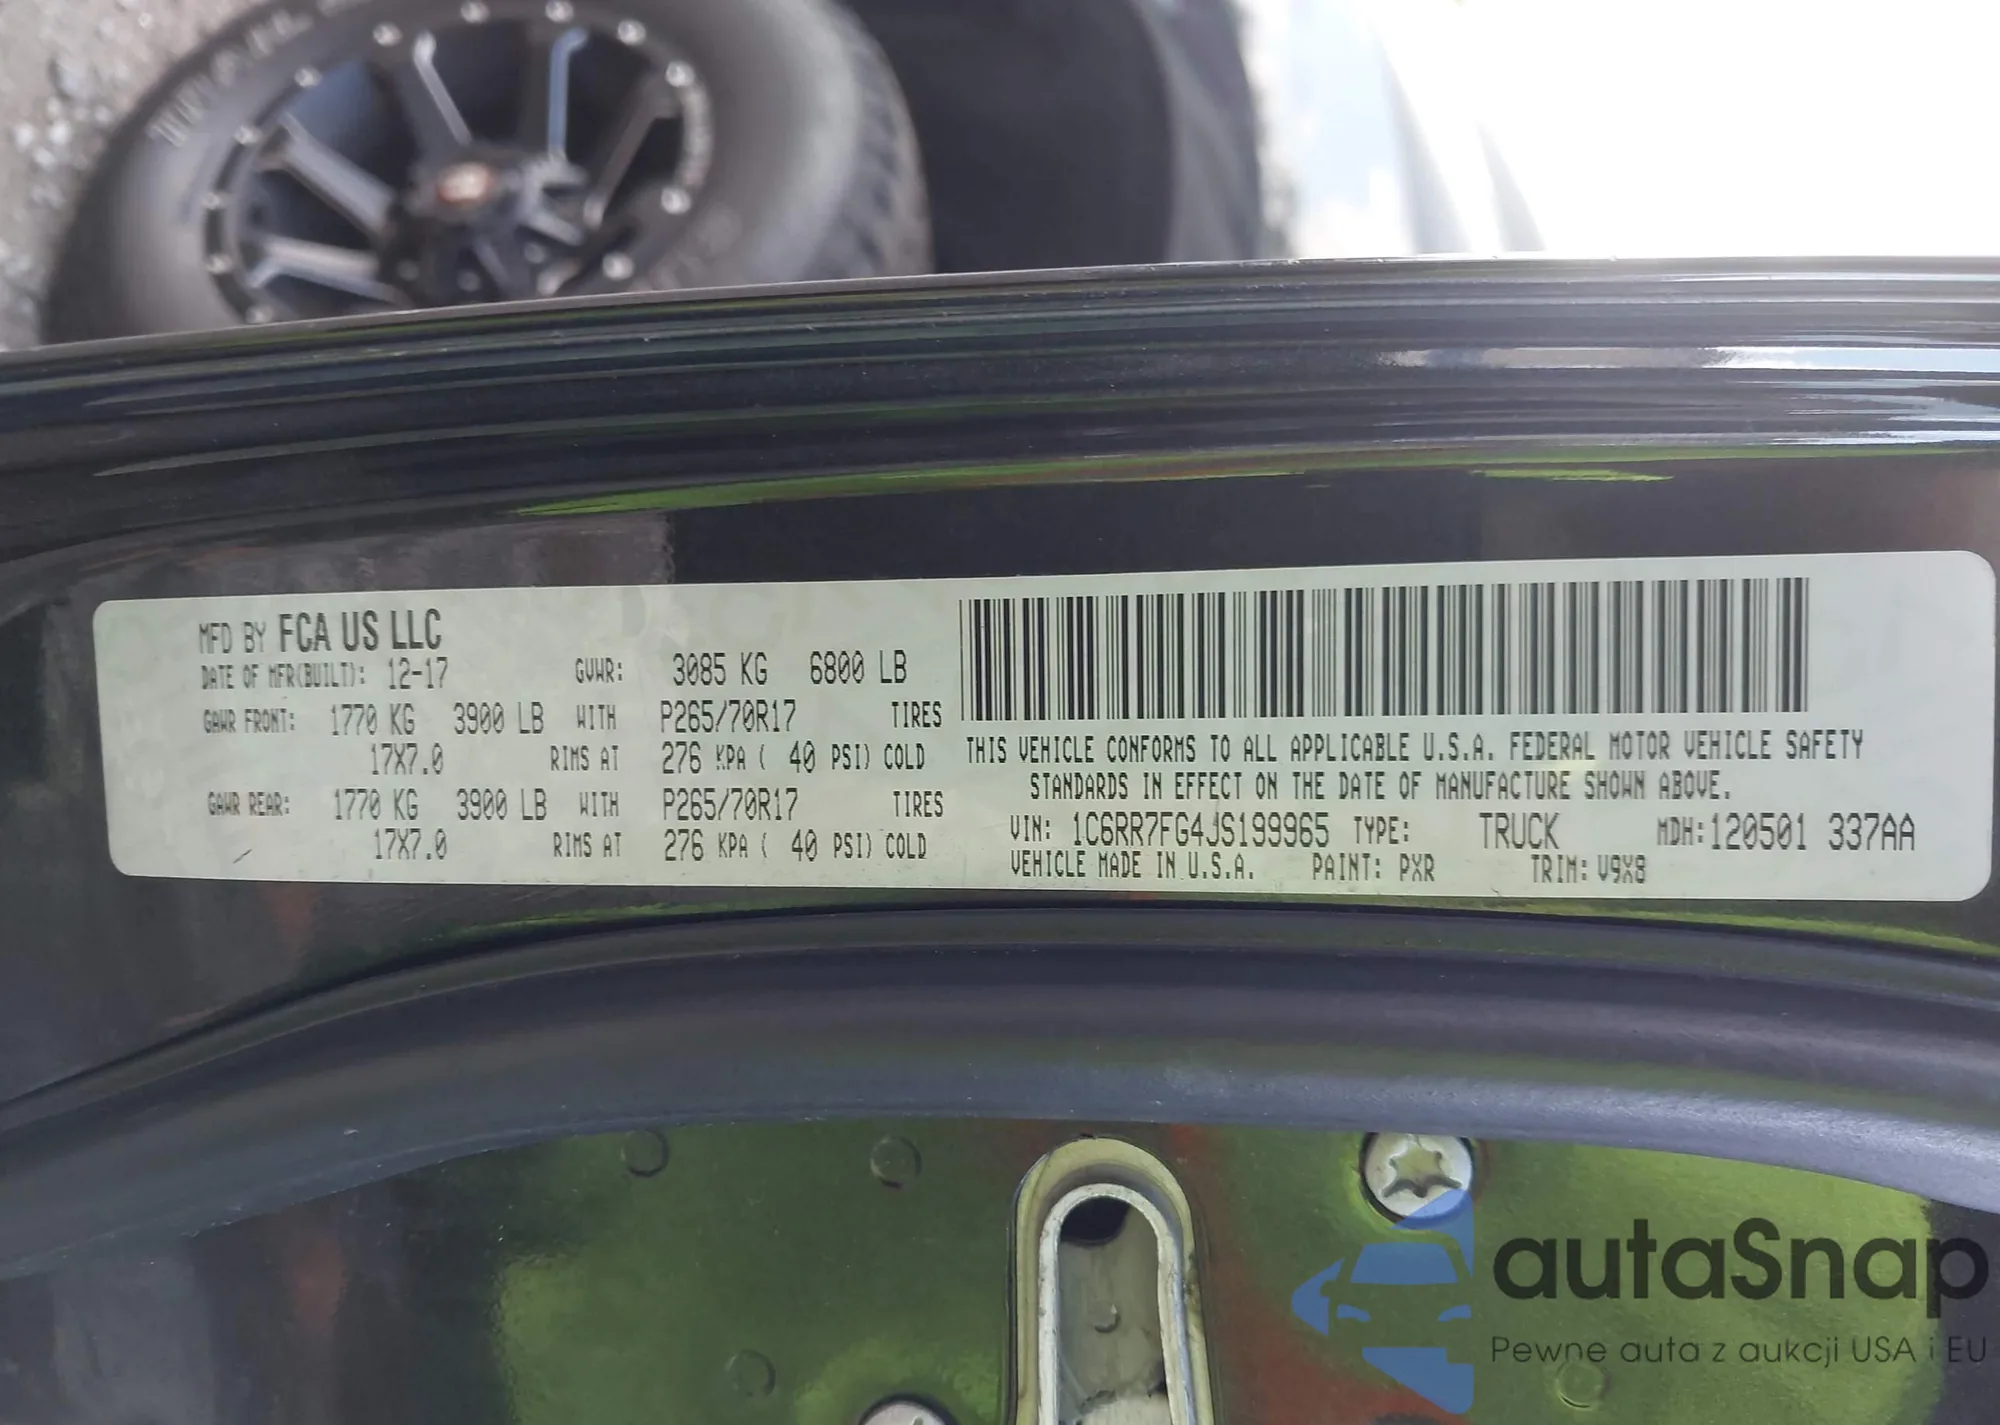 MFD BY FCA US LLC
DATE OF MFR(BUILT): 12-17 GVWR: 3085 KG 6800 LB
GAWR FRONT: 1770 KG 3900 LB WITH P265/70R17 TIRES
17X7.0 RIMS AT 276 KPA ( 40 PSI) COLD
GAWR REAR: 1770 KG 3900 LB WITH P265/70R17 TIRES
17X7.0 RIMS AT 276 KPA ( 40 PSI) COLD
THIS VEHICLE CONFORMS TO ALL APPLICABLE U.S.A. FEDERAL MOTOR VEHICLE SAFETY
STANDARDS IN EFFECT ON THE DATE OF MANUFACTURE SHOWN ABOVE.
VIN: 1C6RR7FG4JS199965 TYPE: TRUCK MDH: 120501 337AA
VEHICLE MADE IN U.S.A. PAINT: PXR TRIM: V9X8
autaSnap
Pewne auta z aukcji USA i EU